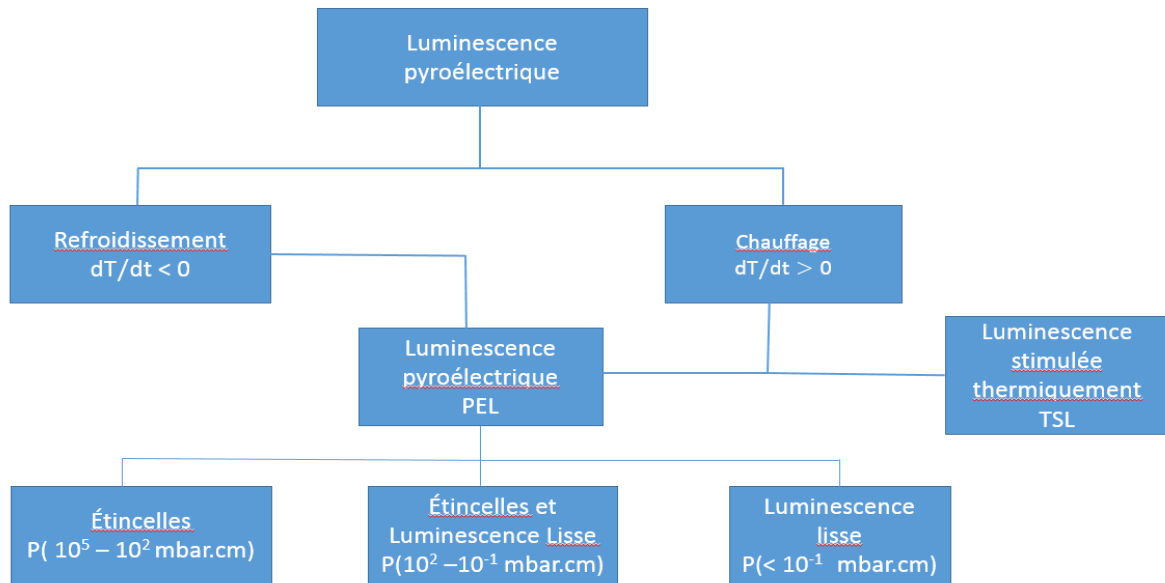 Luminescence
pyroélectrique
Refroidissement
dT/dt < 0
Chauffage
dT/dt > 0
Luminescence
pyroélectrique
PEL
Luminescence
stimulée
thermiquement
TSL
Étincelles
P( 10⁵ – 10² mbar.cm)
Étincelles et
Luminescence Lisse
P(10² –10⁻¹ mbar.cm)
Luminescence
lisse
P(< 10⁻¹ mbar.cm)